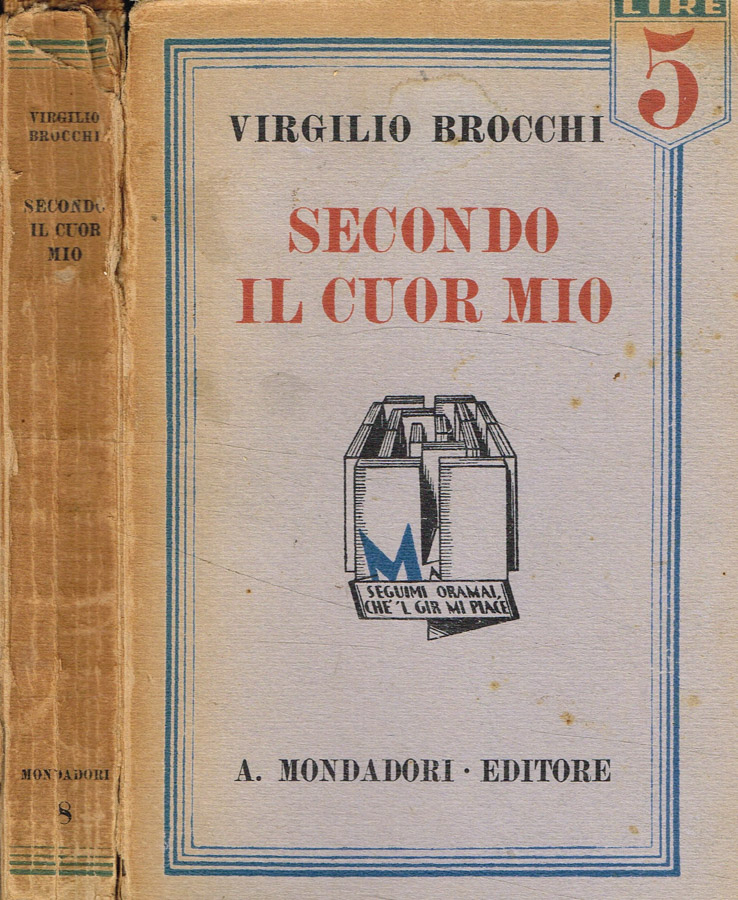 VIRGILIO
BROCCHI
SECONDO
IL CUOR
MIO
MONDADORI
8
LIRE
5
VIRGILIO BROCCHI
SECONDO
IL CUOR MIO
M
SEGUIMI ORAMAI,
CHÈ 'L GIR MI PIACE
A. MONDADORI · EDITORE